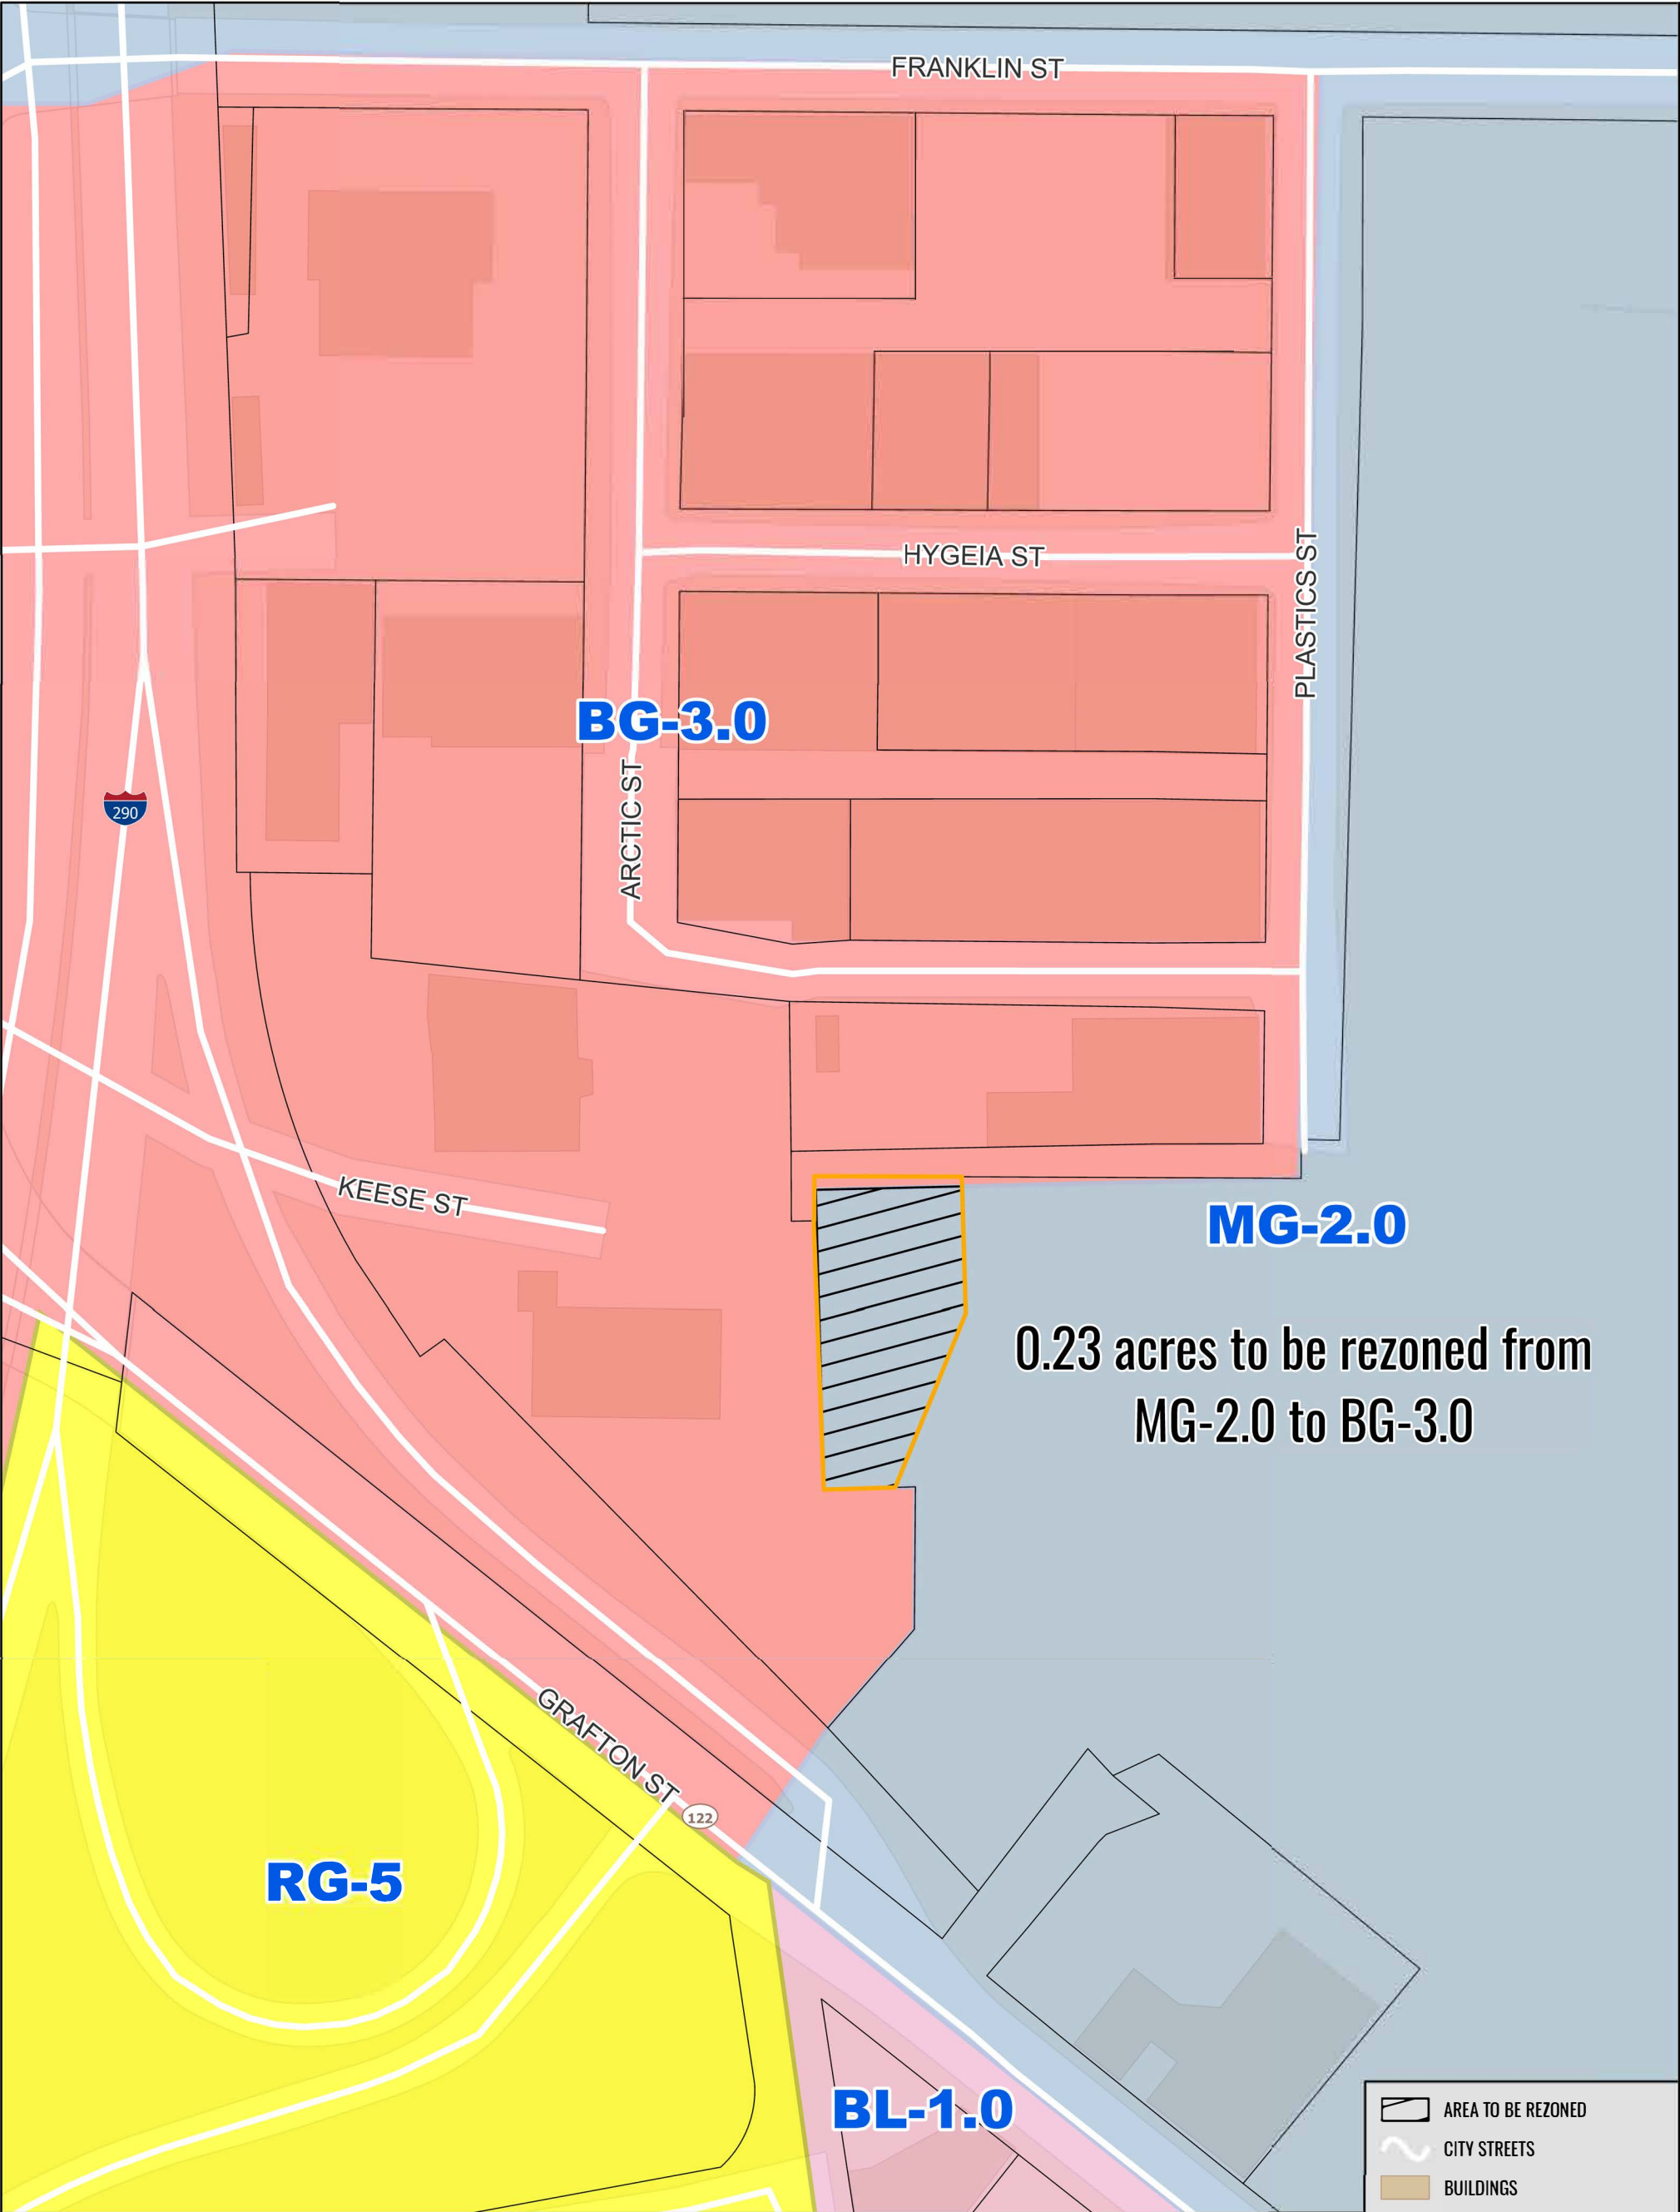 FRANKLIN ST
HYGEIA ST
PLASTICS ST
BG-3.0
ARCTIC ST
290
KEESE ST
MG-2.0
0.23 acres to be rezoned from
MG-2.0 to BG-3.0
GRAFTON ST
122
RG-5
BL-1.0
AREA TO BE REZONED
CITY STREETS
BUILDINGS